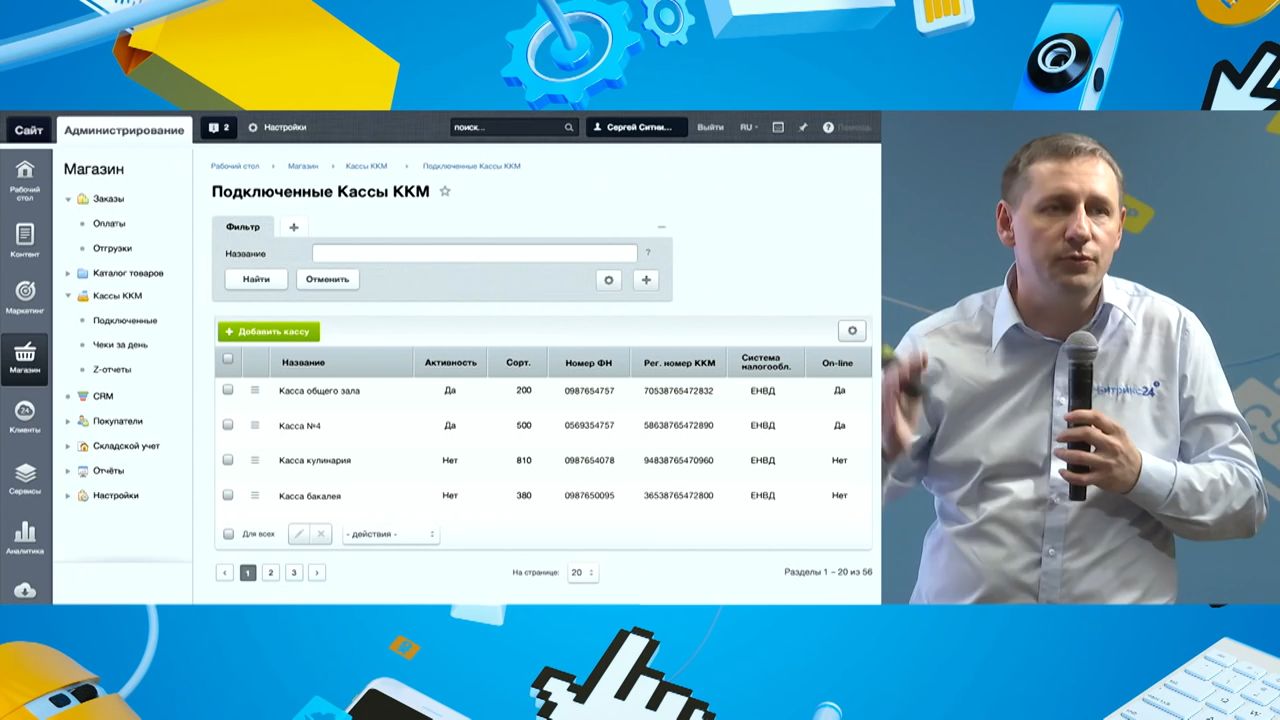 Сайт
Администрирование
2
Настройки
поиск...
Сергей Ситни...
Выйти
RU
Помощь
Рабочий стол
Контент
Маркетинг
Магазин
24
Клиенты
Сервисы
Аналитика
Магазин
Заказы
Оплаты
Отгрузки
Каталог товаров
Кассы ККМ
Подключенные
Чеки за день
Z-отчеты
CRM
Покупатели
Складской учет
Отчёты
Настройки
Рабочий стол
Магазин
Кассы ККМ
Подключенные Кассы ККМ
Подключенные Кассы ККМ
Фильтр
Название
?
Найти
Отменить
+ Добавить кассу
Название Активность Сорт. Номер ФН Рег. номер ККМ Система налогообл. On-line
Касса общего зала Да 200 0987654757 70538765472832 ЕНВД Да
Касса №4 Да 500 0569354757 58638765472890 ЕНВД Да
Касса кулинария Нет 810 0987654078 94838765470960 ЕНВД Нет
Касса бакалея Нет 380 0987650095 36538765472800 ЕНВД Нет
Для всех
- действия -
1 2 3
На странице: 20
Разделы 1 – 20 из 56
Битрикс24